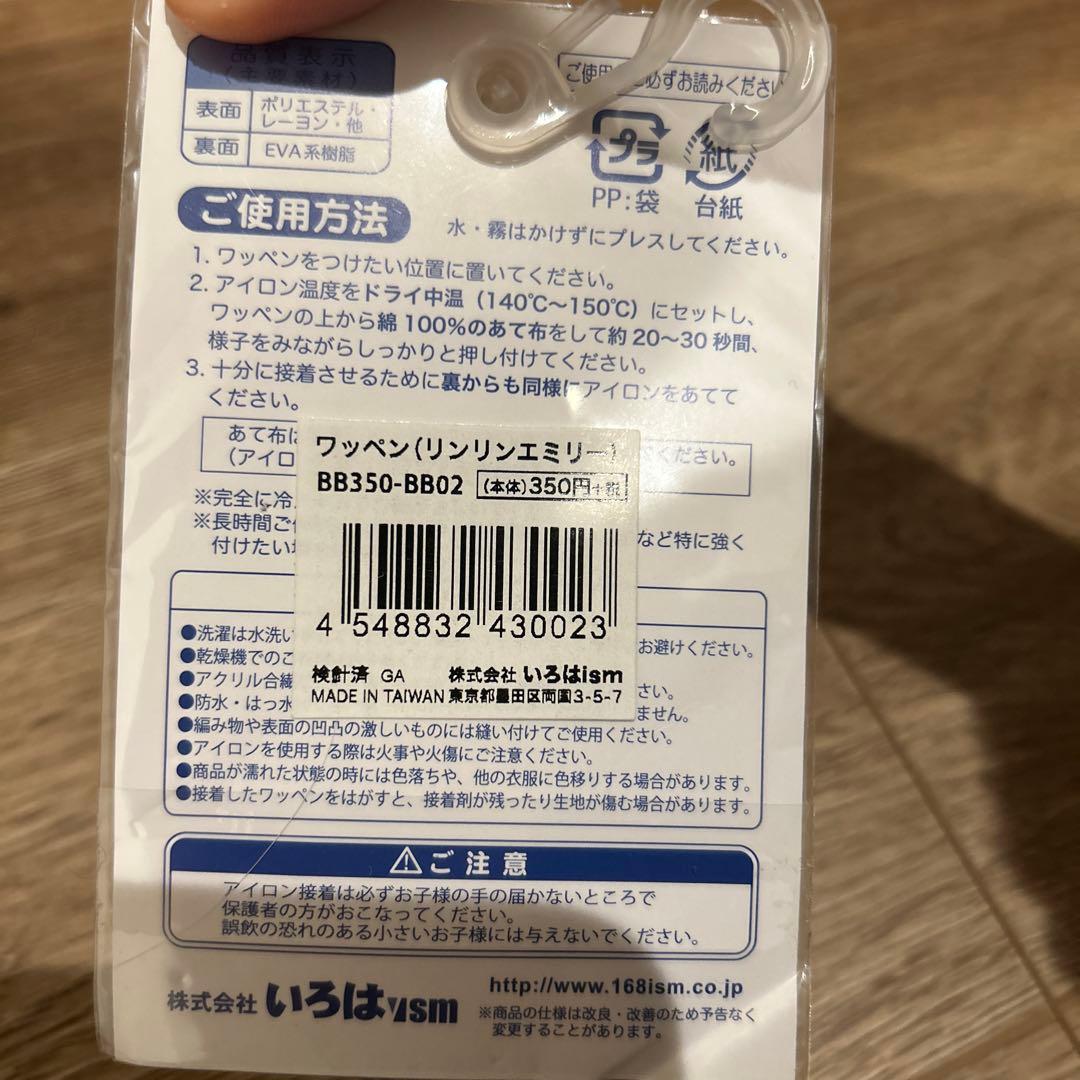 品質表示
(主要素材)
表面 ポリエステル・
レーヨン・他
裏面 EVA系樹脂
ご使用 必ずお読みください
プラ
PP:袋
紙
台紙
ご使用方法
水・霧はかけずにプレスしてください。
1. ワッペンをつけたい位置に置いてください。
2. アイロン温度をドライ中温(140℃~150℃)にセットし、
ワッペンの上から綿100%のあて布をして約20~30秒間、
様子をみながらしっかりと押し付けてください。
3. 十分に接着させるために裏からも同様にアイロンをあてて
ください。
あて布は
(アイロ ください。
※完全に冷
※長時間ご など特に強く
付けたい
ワッペン(リンリンエミリー)
BB350-BB02 (本体)350円+税
4 548832 430023
検針済 GA 株式会社 いろはism
MADE IN TAIWAN 東京都墨田区両国3-5-7
●洗濯は水洗い お避けください。
●乾燥機でのご
●アクリル合繊 さい。
●防水・はっ水 ません。
●編み物や表面の凹凸の激しいものには縫い付けてご使用ください。
●アイロンを使用する際は火事や火傷にご注意ください。
●商品が濡れた状態の時には色落ちや、他の衣服に色移りする場合があります。
●接着したワッペンをはがすと、接着剤が残ったり生地が傷む場合があります。
⚠ご注意
アイロン接着は必ずお子様の手の届かないところで
保護者の方がおこなってください。
誤飲の恐れのある小さいお子様には与えないでください。
株式会社 いろはism
http://www.168ism.co.jp
※商品の仕様は改良・改善のため予告なく
変更することがあります。